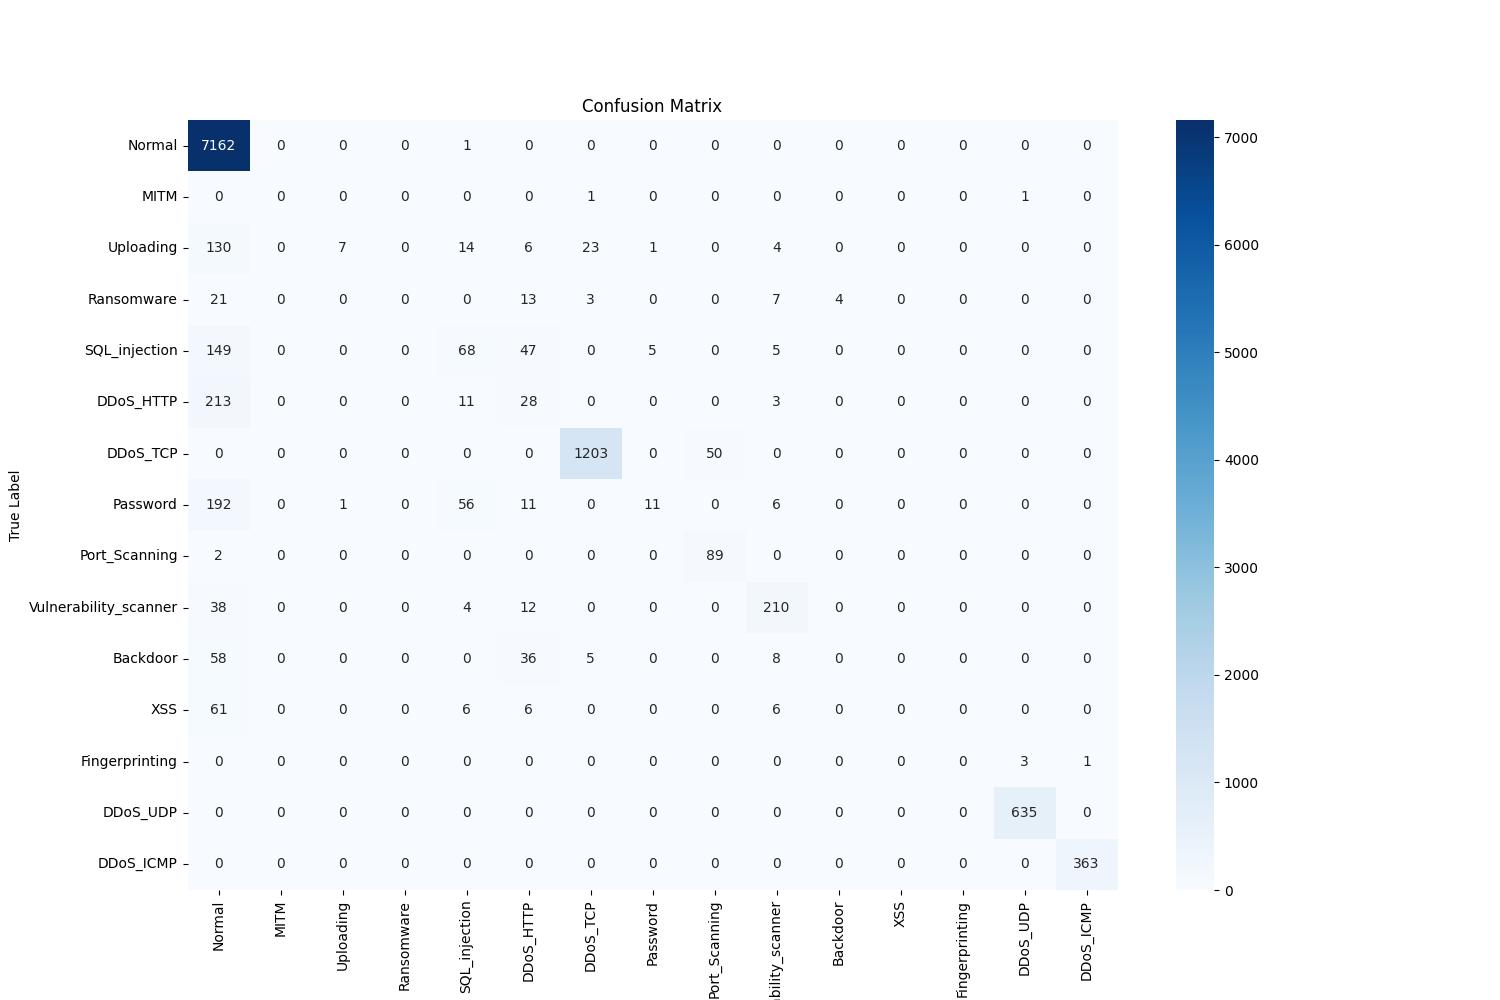 Confusion Matrix
True Label
Normal 7162 0 0 0 1 0 0 0 0 0 0 0 0 0 0
MITM 0 0 0 0 0 0 1 0 0 0 0 0 0 1 0
Uploading 130 0 7 0 14 6 23 1 0 4 0 0 0 0 0
Ransomware 21 0 0 0 0 13 3 0 0 7 4 0 0 0 0
SQL_injection 149 0 0 0 68 47 0 5 0 5 0 0 0 0 0
DDoS_HTTP 213 0 0 0 11 28 0 0 0 3 0 0 0 0 0
DDoS_TCP 0 0 0 0 0 0 1203 0 50 0 0 0 0 0 0
Password 192 0 1 0 56 11 0 11 0 6 0 0 0 0 0
Port_Scanning 2 0 0 0 0 0 0 0 89 0 0 0 0 0 0
Vulnerability_scanner 38 0 0 0 4 12 0 0 0 210 0 0 0 0 0
Backdoor 58 0 0 0 0 36 5 0 0 8 0 0 0 0 0
XSS 61 0 0 0 6 6 0 0 0 6 0 0 0 0 0
Fingerprinting 0 0 0 0 0 0 0 0 0 0 0 0 0 3 1
DDoS_UDP 0 0 0 0 0 0 0 0 0 0 0 0 0 635 0
DDoS_ICMP 0 0 0 0 0 0 0 0 0 0 0 0 0 0 363
Normal
MITM
Uploading
Ransomware
SQL_injection
DDoS_HTTP
DDoS_TCP
Password
Port_Scanning
ability_scanner
Backdoor
XSS
Fingerprinting
DDoS_UDP
DDoS_ICMP
7000
6000
5000
4000
3000
2000
1000
0